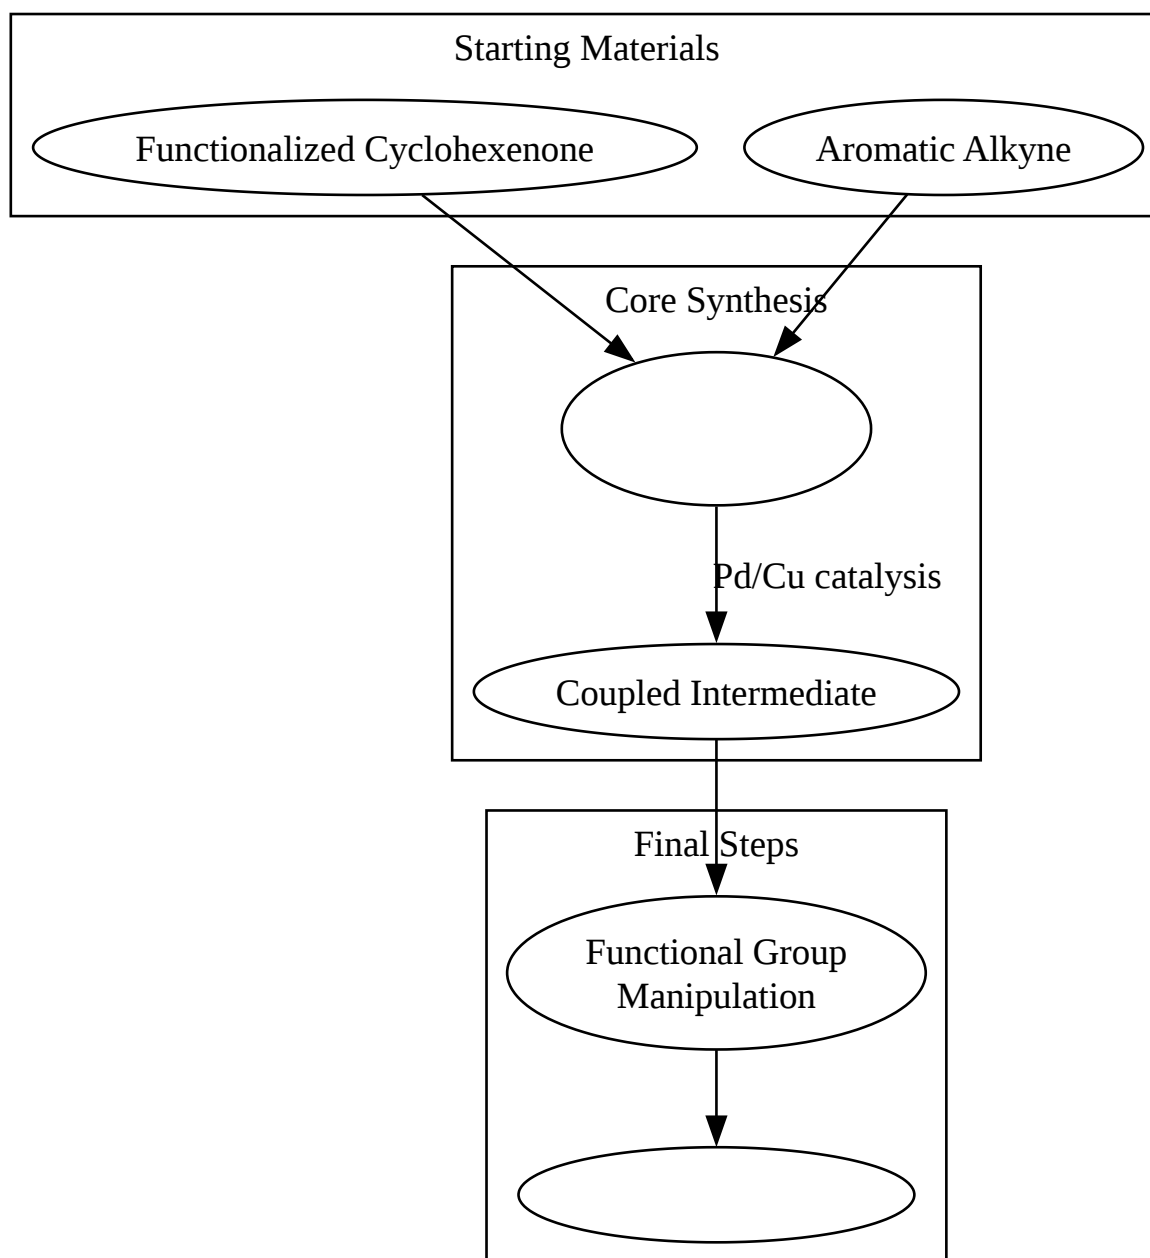 Starting Materials
Functionalized Cyclohexenone
Aromatic Alkyne
Core Synthesis
Pd/Cu catalysis
Coupled Intermediate
Final Steps
Functional Group
Manipulation